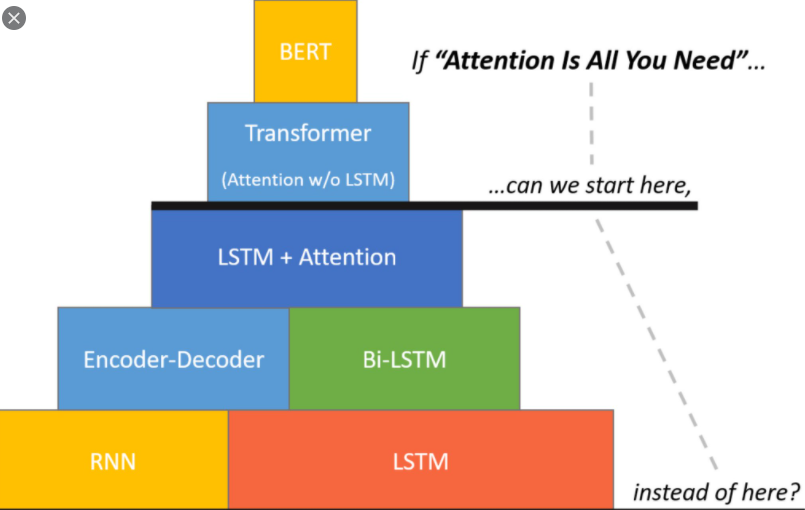 BERT
If “Attention Is All You Need”...
Transformer
(Attention w/o LSTM)
...can we start here,
LSTM + Attention
Encoder-Decoder
Bi-LSTM
RNN
LSTM
instead of here?